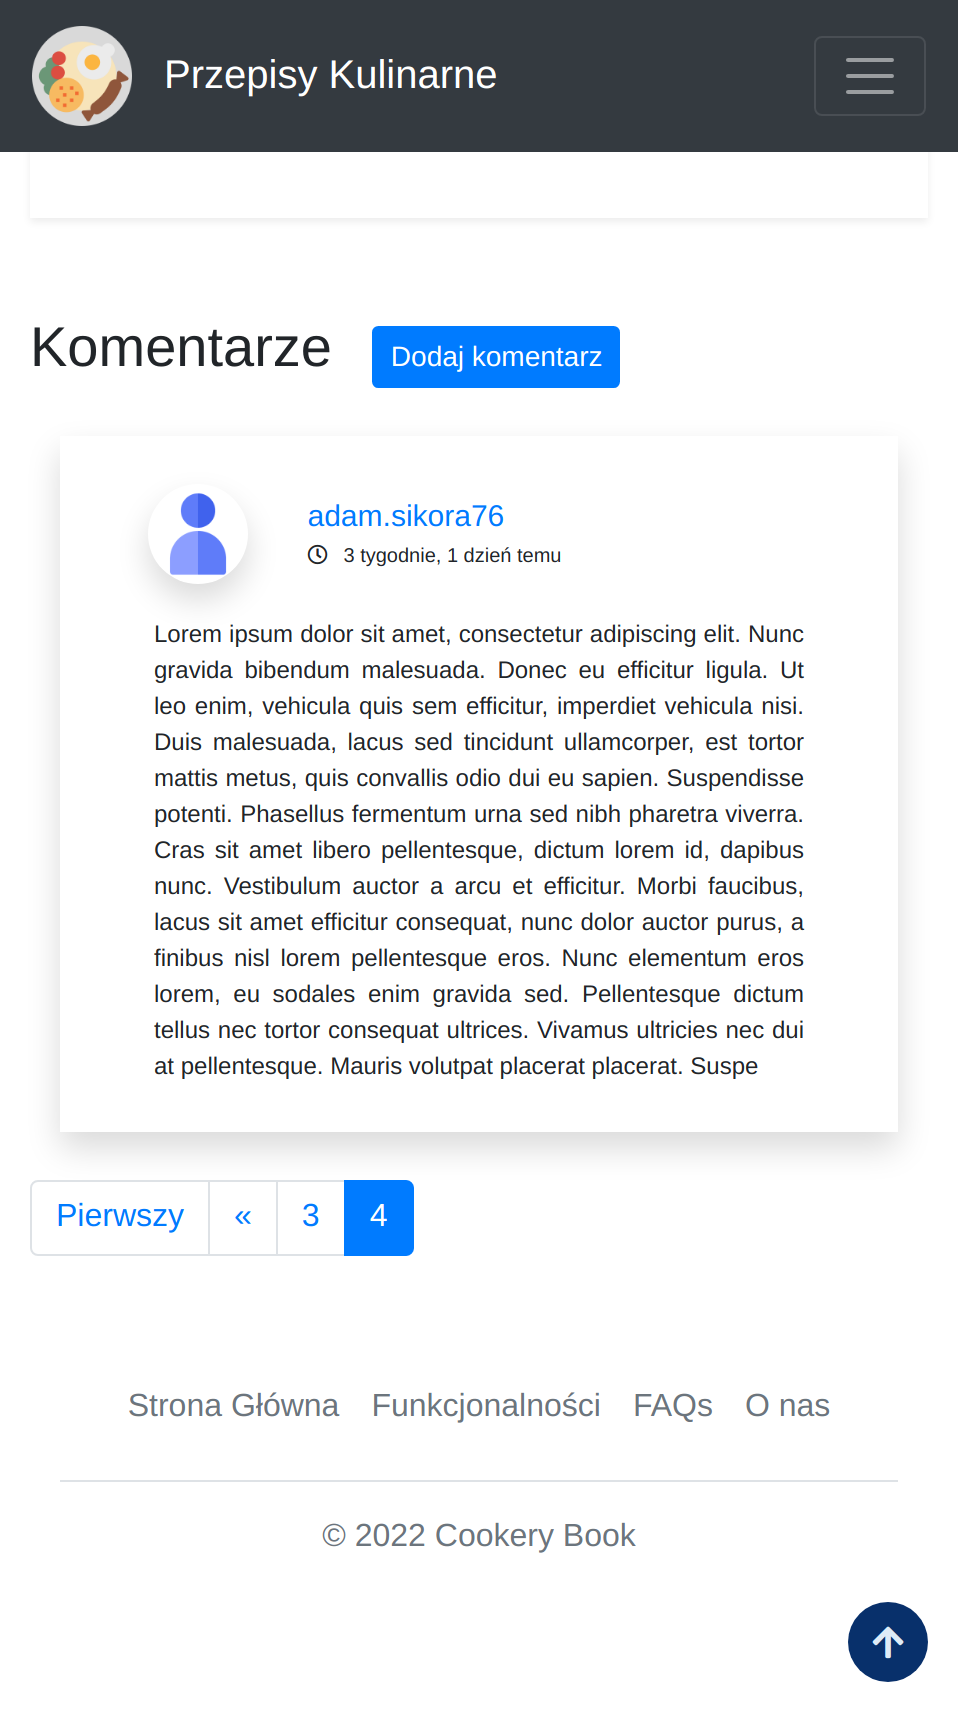 Przepisy Kulinarne
Komentarze
Dodaj komentarz
adam.sikora76
3 tygodnie, 1 dzień temu
Lorem ipsum dolor sit amet, consectetur adipiscing elit. Nunc
gravida bibendum malesuada. Donec eu efficitur ligula. Ut
leo enim, vehicula quis sem efficitur, imperdiet vehicula nisi.
Duis malesuada, lacus sed tincidunt ullamcorper, est tortor
mattis metus, quis convallis odio dui eu sapien. Suspendisse
potenti. Phasellus fermentum urna sed nibh pharetra viverra.
Cras sit amet libero pellentesque, dictum lorem id, dapibus
nunc. Vestibulum auctor a arcu et efficitur. Morbi faucibus,
lacus sit amet efficitur consequat, nunc dolor auctor purus, a
finibus nisl lorem pellentesque eros. Nunc elementum eros
lorem, eu sodales enim gravida sed. Pellentesque dictum
tellus nec tortor consequat ultrices. Vivamus ultricies nec dui
at pellentesque. Mauris volutpat placerat placerat. Suspe
Pierwszy « 3 4
Strona Główna Funkcjonalności FAQs O nas
© 2022 Cookery Book